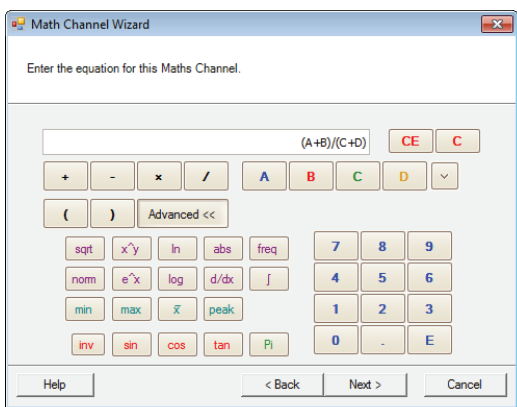 Math Channel Wizard
Enter the equation for this Maths Channel.
(A+B)/(C+D) CE C
+ - × / A B C D
( ) Advanced <<
sqrt x^y ln abs freq 7 8 9
norm e^x log d/dx ∫ 4 5 6
min max x̅ peak 1 2 3
inv sin cos tan Pi 0 . E
Help < Back Next > Cancel